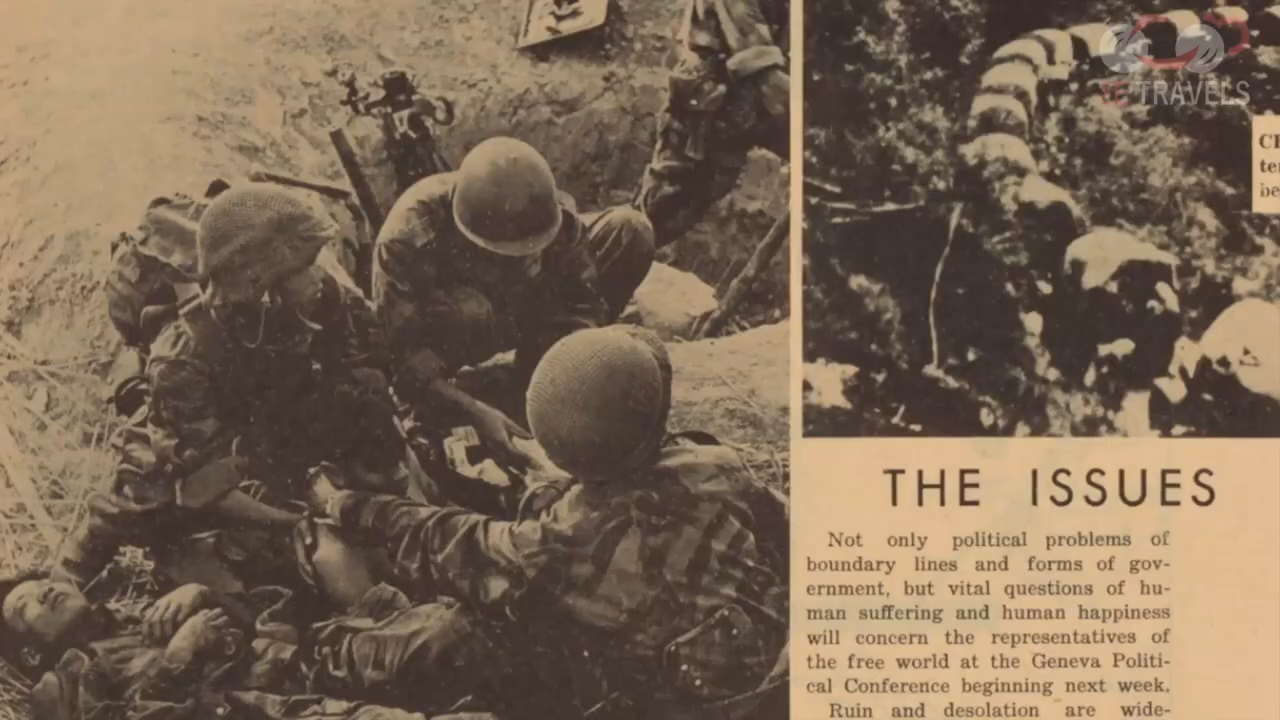 TRAVELS
THE ISSUES
Not only political problems of
boundary lines and forms of gov-
ernment, but vital questions of hu-
man suffering and human happiness
will concern the representatives of
the free world at the Geneva Politi-
cal Conference beginning next week.
Ruin and desolation are wide-